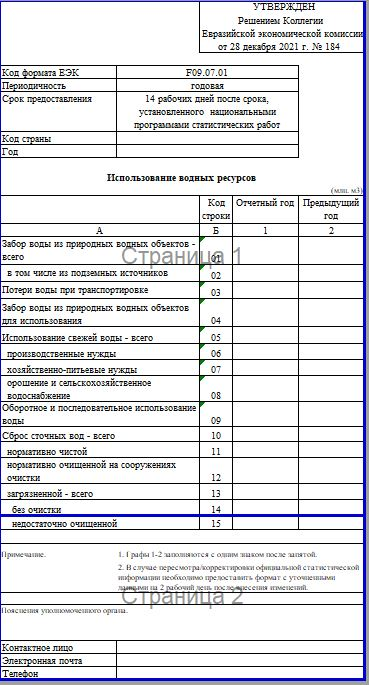 УТВЕРЖДЕН
Решением Коллегии
Евразийской экономической комиссии
от 28 декабря 2021 г. № 184
Код формата ЕЭК F09.07.01
Периодичность годовая
Срок предоставления 14 рабочих дней после срока,
установленного национальными
программами статистических работ
Код страны
Год
Использование водных ресурсов
(млн. м3)
Код строки Отчетный год Предыдущий год
А Б 1 2
Забор воды из природных водных объектов -
всего 01
Страница 1
в том числе из подземных источников 02
Потери воды при транспортировке 03
Забор воды из природных водных объектов
для использования 04
Использование свежей воды - всего 05
производственные нужды 06
хозяйственно-питьевые нужды 07
орошение и сельскохозяйственное
водоснабжение 08
Оборотное и последовательное использование
воды 09
Сброс сточных вод - всего 10
нормативно чистой 11
нормативно очищенной на сооружениях
очистки 12
загрязненной - всего 13
без очистки 14
недостаточно очищенной 15
Примечание. 1. Графы 1-2 заполняются с одним знаком после запятой.
2. В случае пересмотра/корректировки официальной статистической
информации необходимо предоставить формат с уточненными
данными на 2 рабочий день после внесения изменений.
Страница 2
Пояснения уполномоченного органа.
Контактное лицо
Электронная почта
Телефон